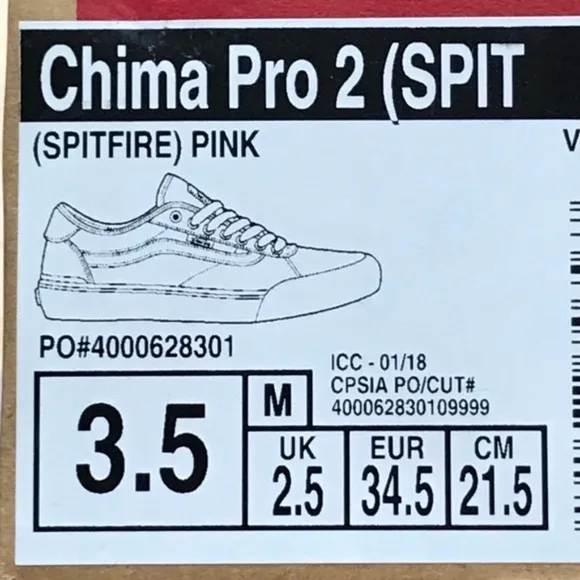 Chima Pro 2 (SPIT
(SPITFIRE) PINK
V
PO#4000628301
ICC - 01/18
CPSIA PO/CUT#
400062830109999
3.5
M
UK
2.5
EUR
34.5
CM
21.5